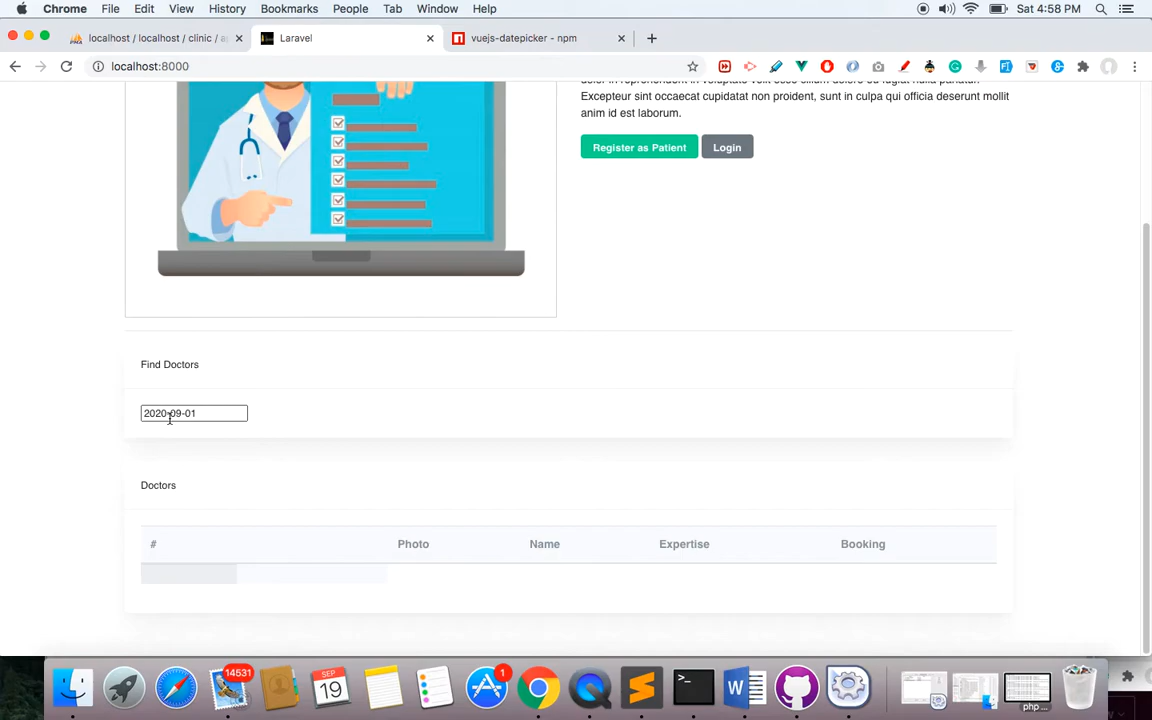 Chrome File Edit View History Bookmarks People Tab Window Help Sat 4:58 PM
localhost / localhost / clinic / a Laravel vuejs-datepicker - npm
localhost:8000
Excepteur sint occaecat cupidatat non proident, sunt in culpa qui officia deserunt mollit
anim id est laborum.
Register as Patient Login
Find Doctors
2020-09-01
Doctors
# Photo Name Expertise Booking
14531
SEP
19
1
php ...